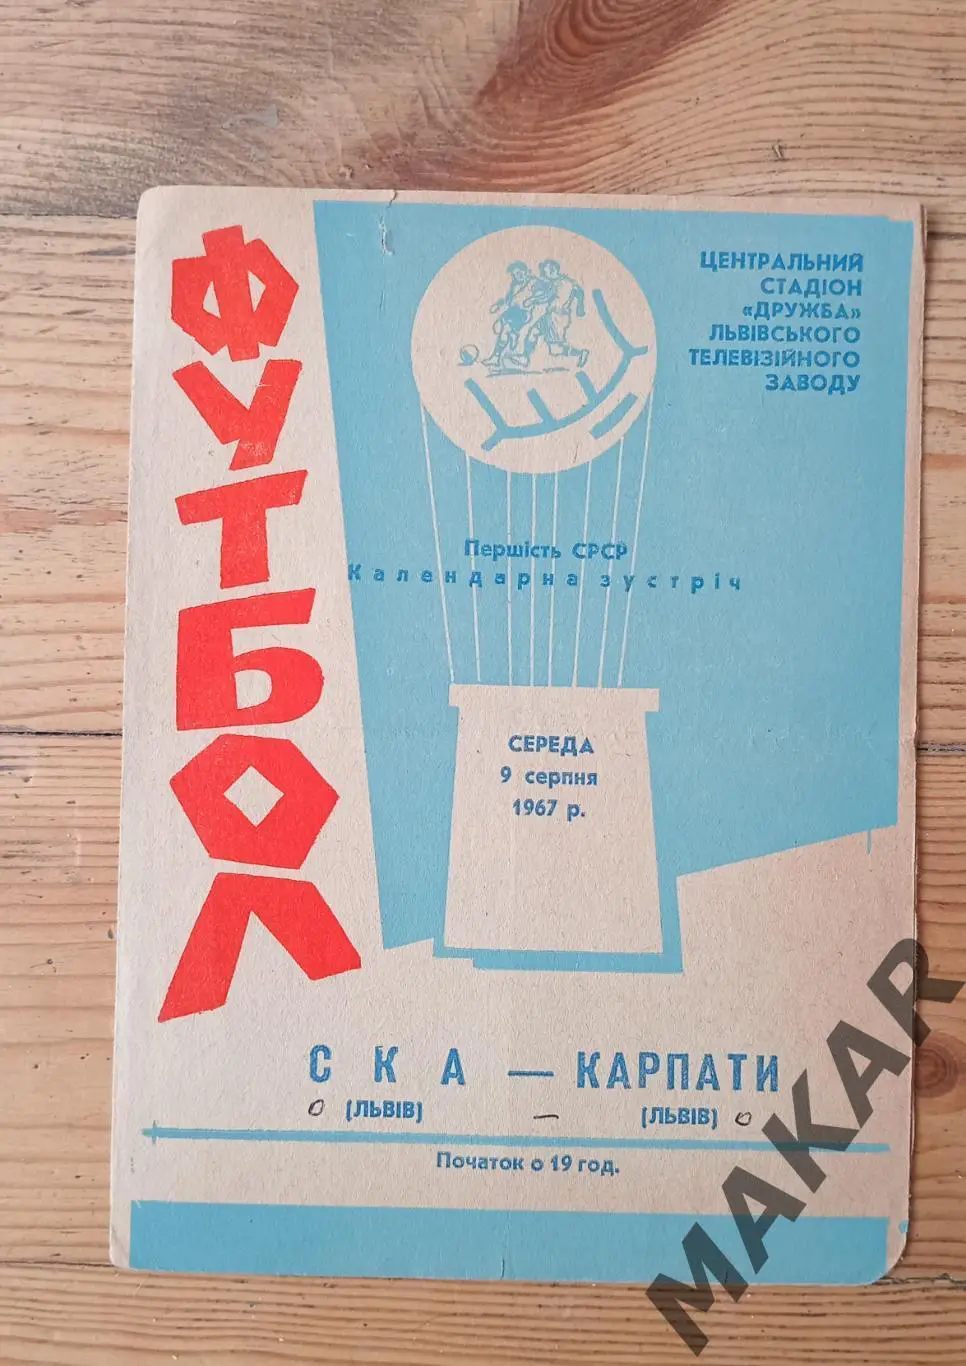 ФУТБОЛ
ЦЕНТРАЛЬНИЙ
СТАДІОН
«ДРУЖБА»
ЛЬВІВСЬКОГО
ТЕЛЕВІЗІЙНОГО
ЗАВОДУ
Першість СРСР
Календарна зустріч
СЕРЕДА
9 серпня
1967 р.
СКА — КАРПАТИ
0 (ЛЬВІВ) — (ЛЬВІВ) 0
Початок о 19 год.
MAKAR